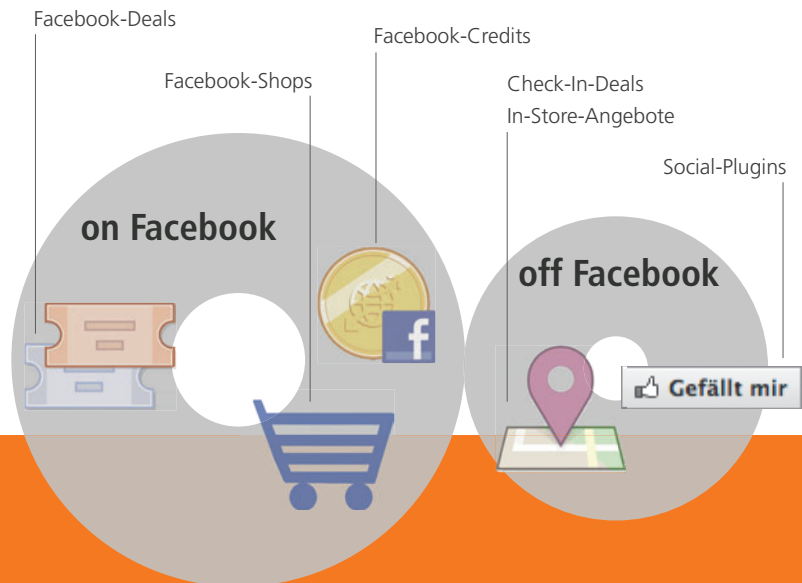 Facebook-Deals
Facebook-Credits
Facebook-Shops
Check-In-Deals
In-Store-Angebote
Social-Plugins
on Facebook
off Facebook
f
Gefällt mir